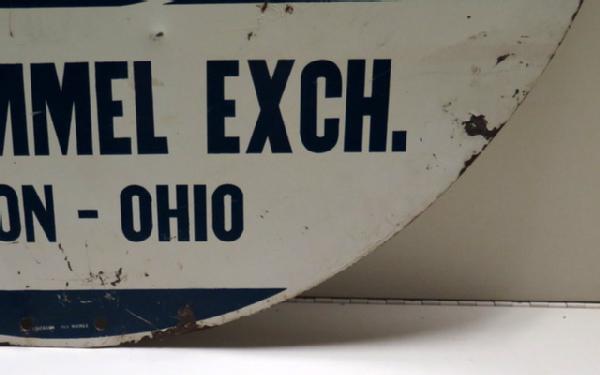 MMEL EXCH.
ON - OHIO